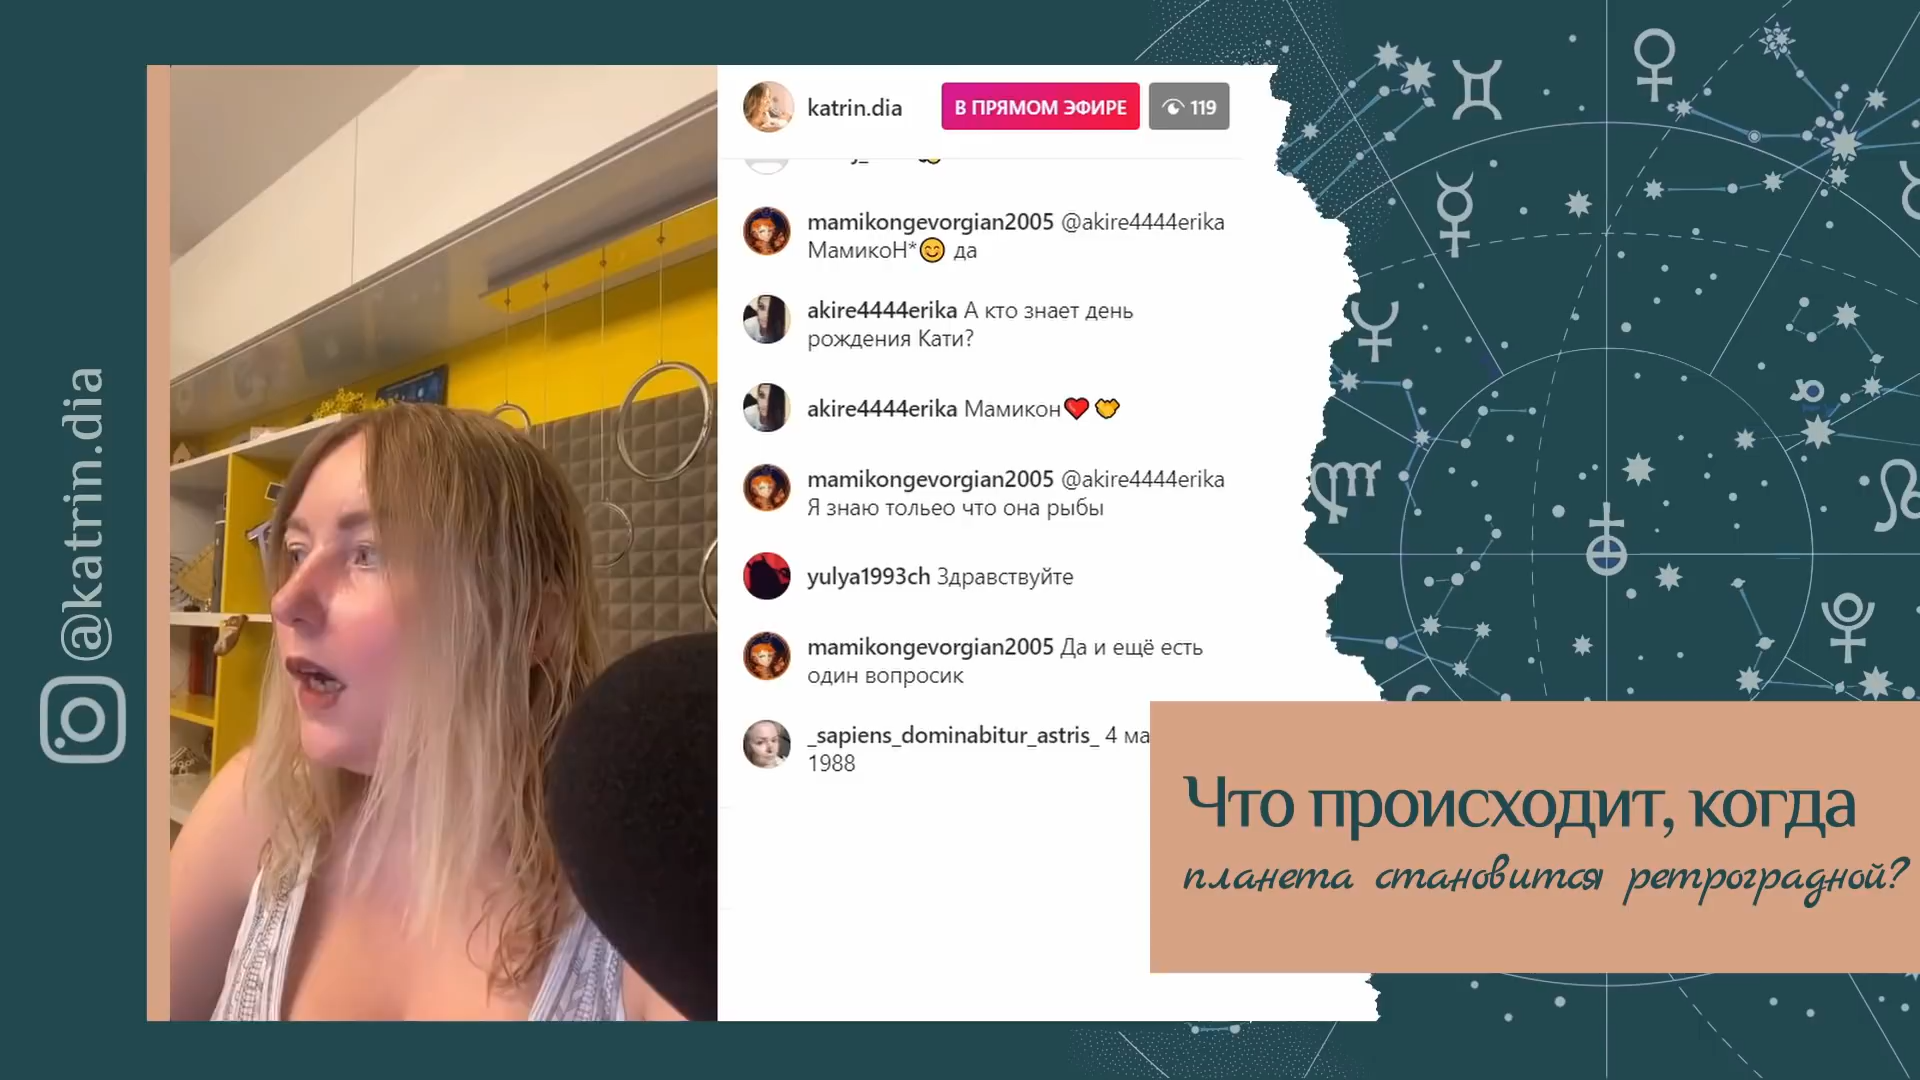 @katrin.dia
katrin.dia В ПРЯМОМ ЭФИРЕ 119
mamikongevorgian2005 @akire4444erika
МамикоН*😊 да
akire4444erika А кто знает день
рождения Кати?
akire4444erika Мамикон❤️
mamikongevorgian2005 @akire4444erika
Я знаю тольео что она рыбы
yulya1993ch Здравствуйте
mamikongevorgian2005 Да и ещё есть
один вопросик
_sapiens_dominabitur_astris_ 4 ма
1988
Что происходит, когда
планета становится ретроградной?